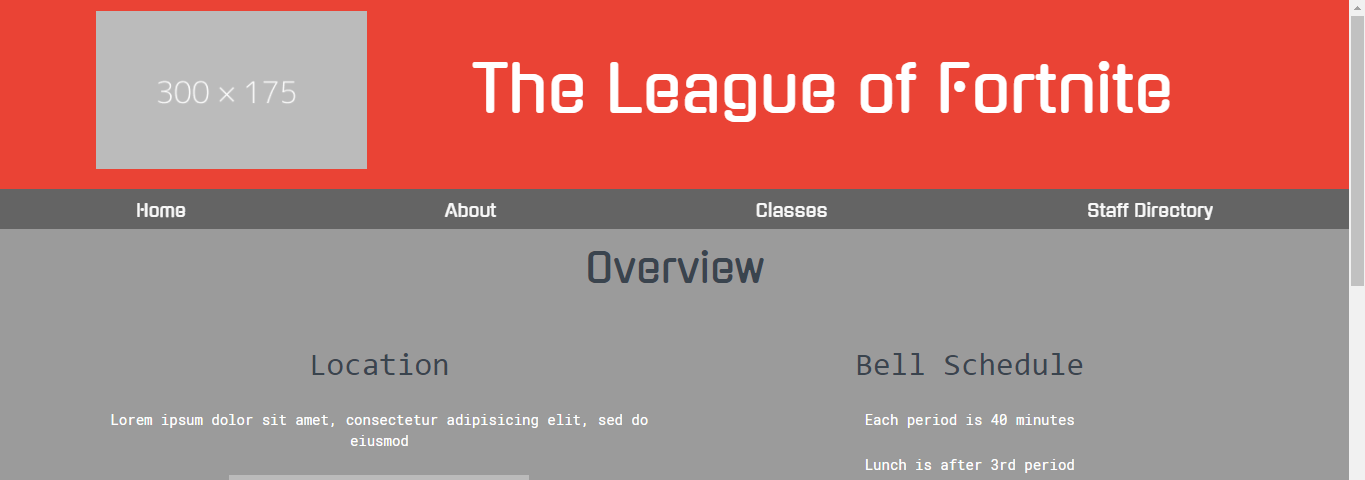 300 × 175
The League of Fortnite
Home About Classes Staff Directory
Overview
Location
Lorem ipsum dolor sit amet, consectetur adipisicing elit, sed do
eiusmod
Bell Schedule
Each period is 40 minutes
Lunch is after 3rd period